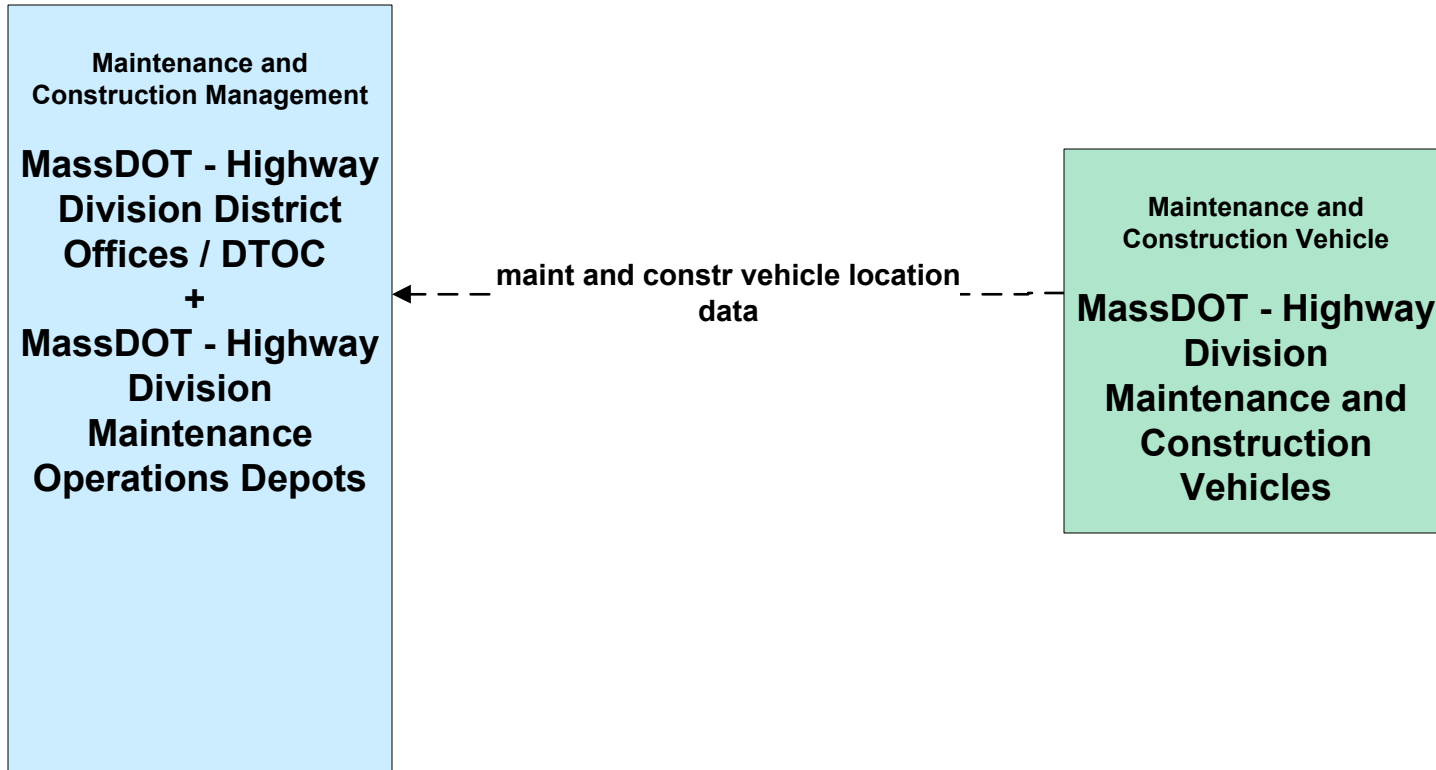 Maintenance and
Construction Management
MassDOT - Highway
Division District
Offices / DTOC
+
MassDOT - Highway
Division
Maintenance
Operations Depots
maint and constr vehicle location
data
Maintenance and
Construction Vehicle
MassDOT - Highway
Division
Maintenance and
Construction
Vehicles